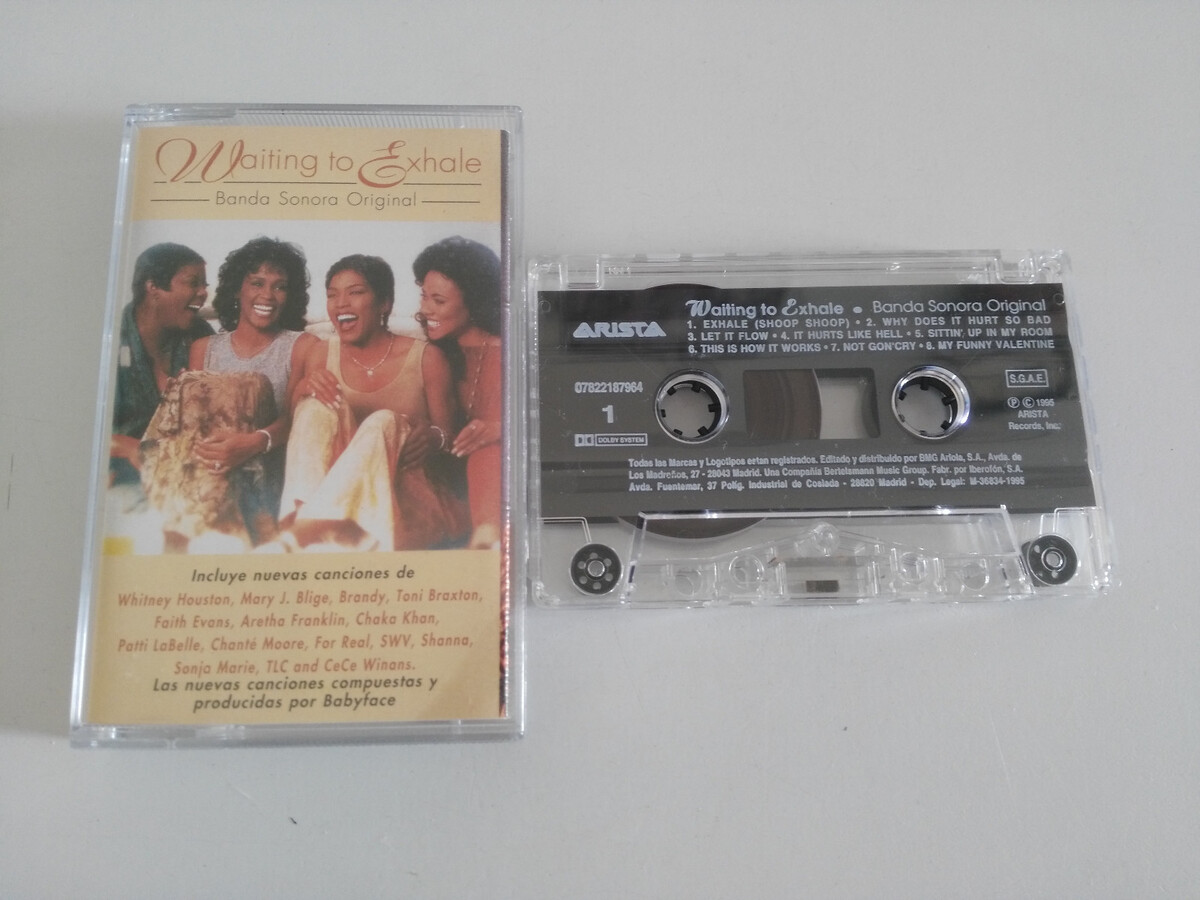 Waiting to Exhale
Banda Sonora Original
Incluye nuevas canciones de
Whitney Houston, Mary J. Blige, Brandy, Toni Braxton,
Faith Evans, Aretha Franklin, Chaka Khan,
Patti LaBelle, Chanté Moore, For Real, SWV, Shanna,
Sonja Marie, TLC and CeCe Winans.
Las nuevas canciones compuestas y
producidas por Babyface
Waiting to Exhale • Banda Sonora Original
ARISTA
1. EXHALE (SHOOP SHOOP) • 2. WHY DOES IT HURT SO BAD
3. LET IT FLOW • 4. IT HURTS LIKE HELL • 5. SITTIN' UP IN MY ROOM
6. THIS IS HOW IT WORKS • 7. NOT GON'CRY • 8. MY FUNNY VALENTINE
07822187964
1
DOLBY SYSTEM
S.G.A.E.
℗ © 1995
ARISTA
Records, Inc.
Todas las Marcas y Logotipos estan registrados. Editado y distribuido por BMG Ariola, S.A., Avda. de
Los Madroños, 27 - 28043 Madrid. Una Compañía Bertelsmann Music Group. Fabr. por Iberofón, S.A.
Avda. Fuentemar, 37 Polig. Industrial de Coslada - 28820 Madrid - Dep. Legal: M-36834-1995